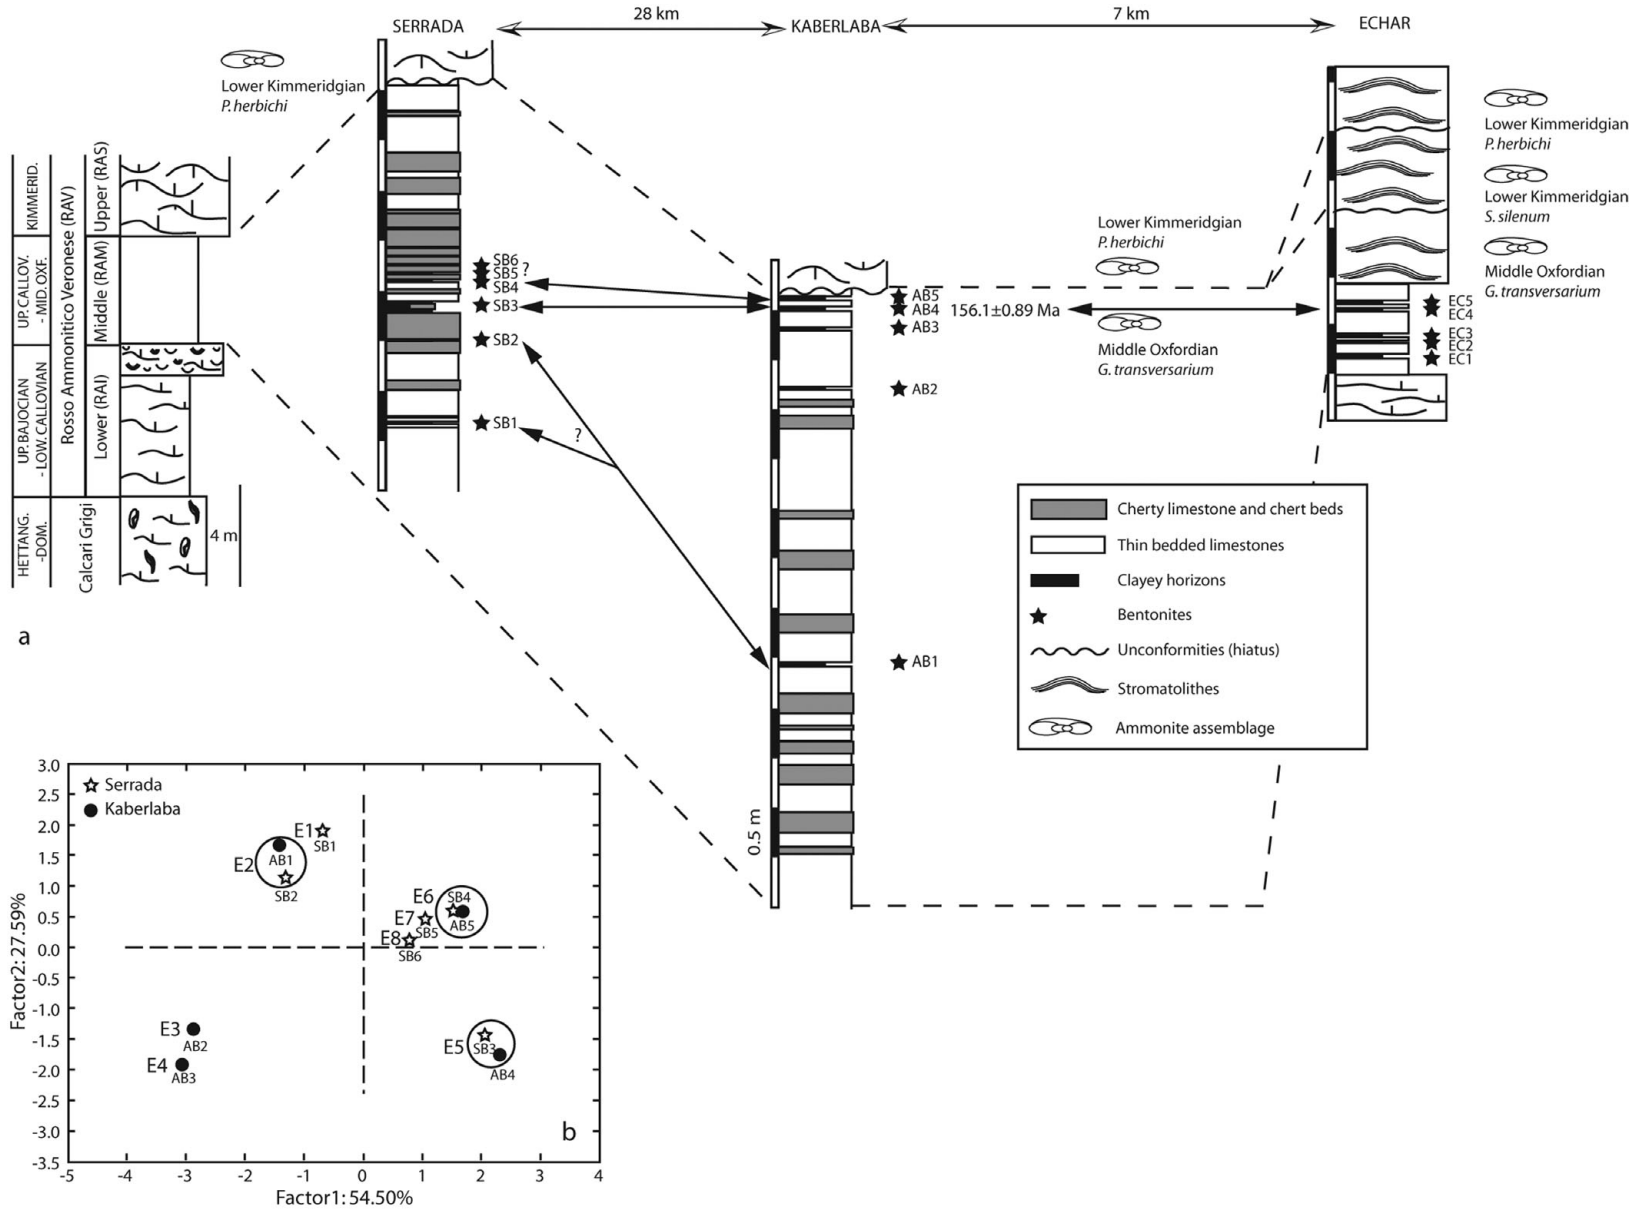 SERRADA
28 km
KABERLABA
7 km
ECHAR
Lower Kimmeridgian
P. herbichi
KIMMERID.
UP. CALLOV.
- MID. OXF.
UP. BAJOCIAN
- LOW. CALLOVIAN
HETTANG.
-DOM.
Rosso Ammonitico Veronese (RAV)
Calcari Grigi
Upper (RAS)
Middle (RAM)
Lower (RAI)
4 m
a
SB6
SB5
?
SB4
SB3
SB2
SB1
?
0.5 m
AB5
AB4
AB3
AB2
AB1
156.1±0.89 Ma
Lower Kimmeridgian
P. herbichi
Middle Oxfordian
G. transversarium
Lower Kimmeridgian
P. herbichi
Lower Kimmeridgian
S. silenum
Middle Oxfordian
G. transversarium
EC5
EC4
EC3
EC2
EC1
Cherty limestone and chert beds
Thin bedded limestones
Clayey horizons
Bentonites
Unconformities (hiatus)
Stromatolithes
Ammonite assemblage
Serrada
Kaberlaba
3.0
2.5
2.0
1.5
1.0
0.5
0.0
-0.5
-1.0
-1.5
-2.0
-2.5
-3.0
-3.5
Factor2: 27.59%
E1
SB1
E2
AB1
SB2
E6
SB4
AB5
E7
SB5
E8
SB6
E3
AB2
E4
AB3
E5
SB3
AB4
b
-5 -4 -3 -2 -1 0 1 2 3 4
Factor1: 54.50%